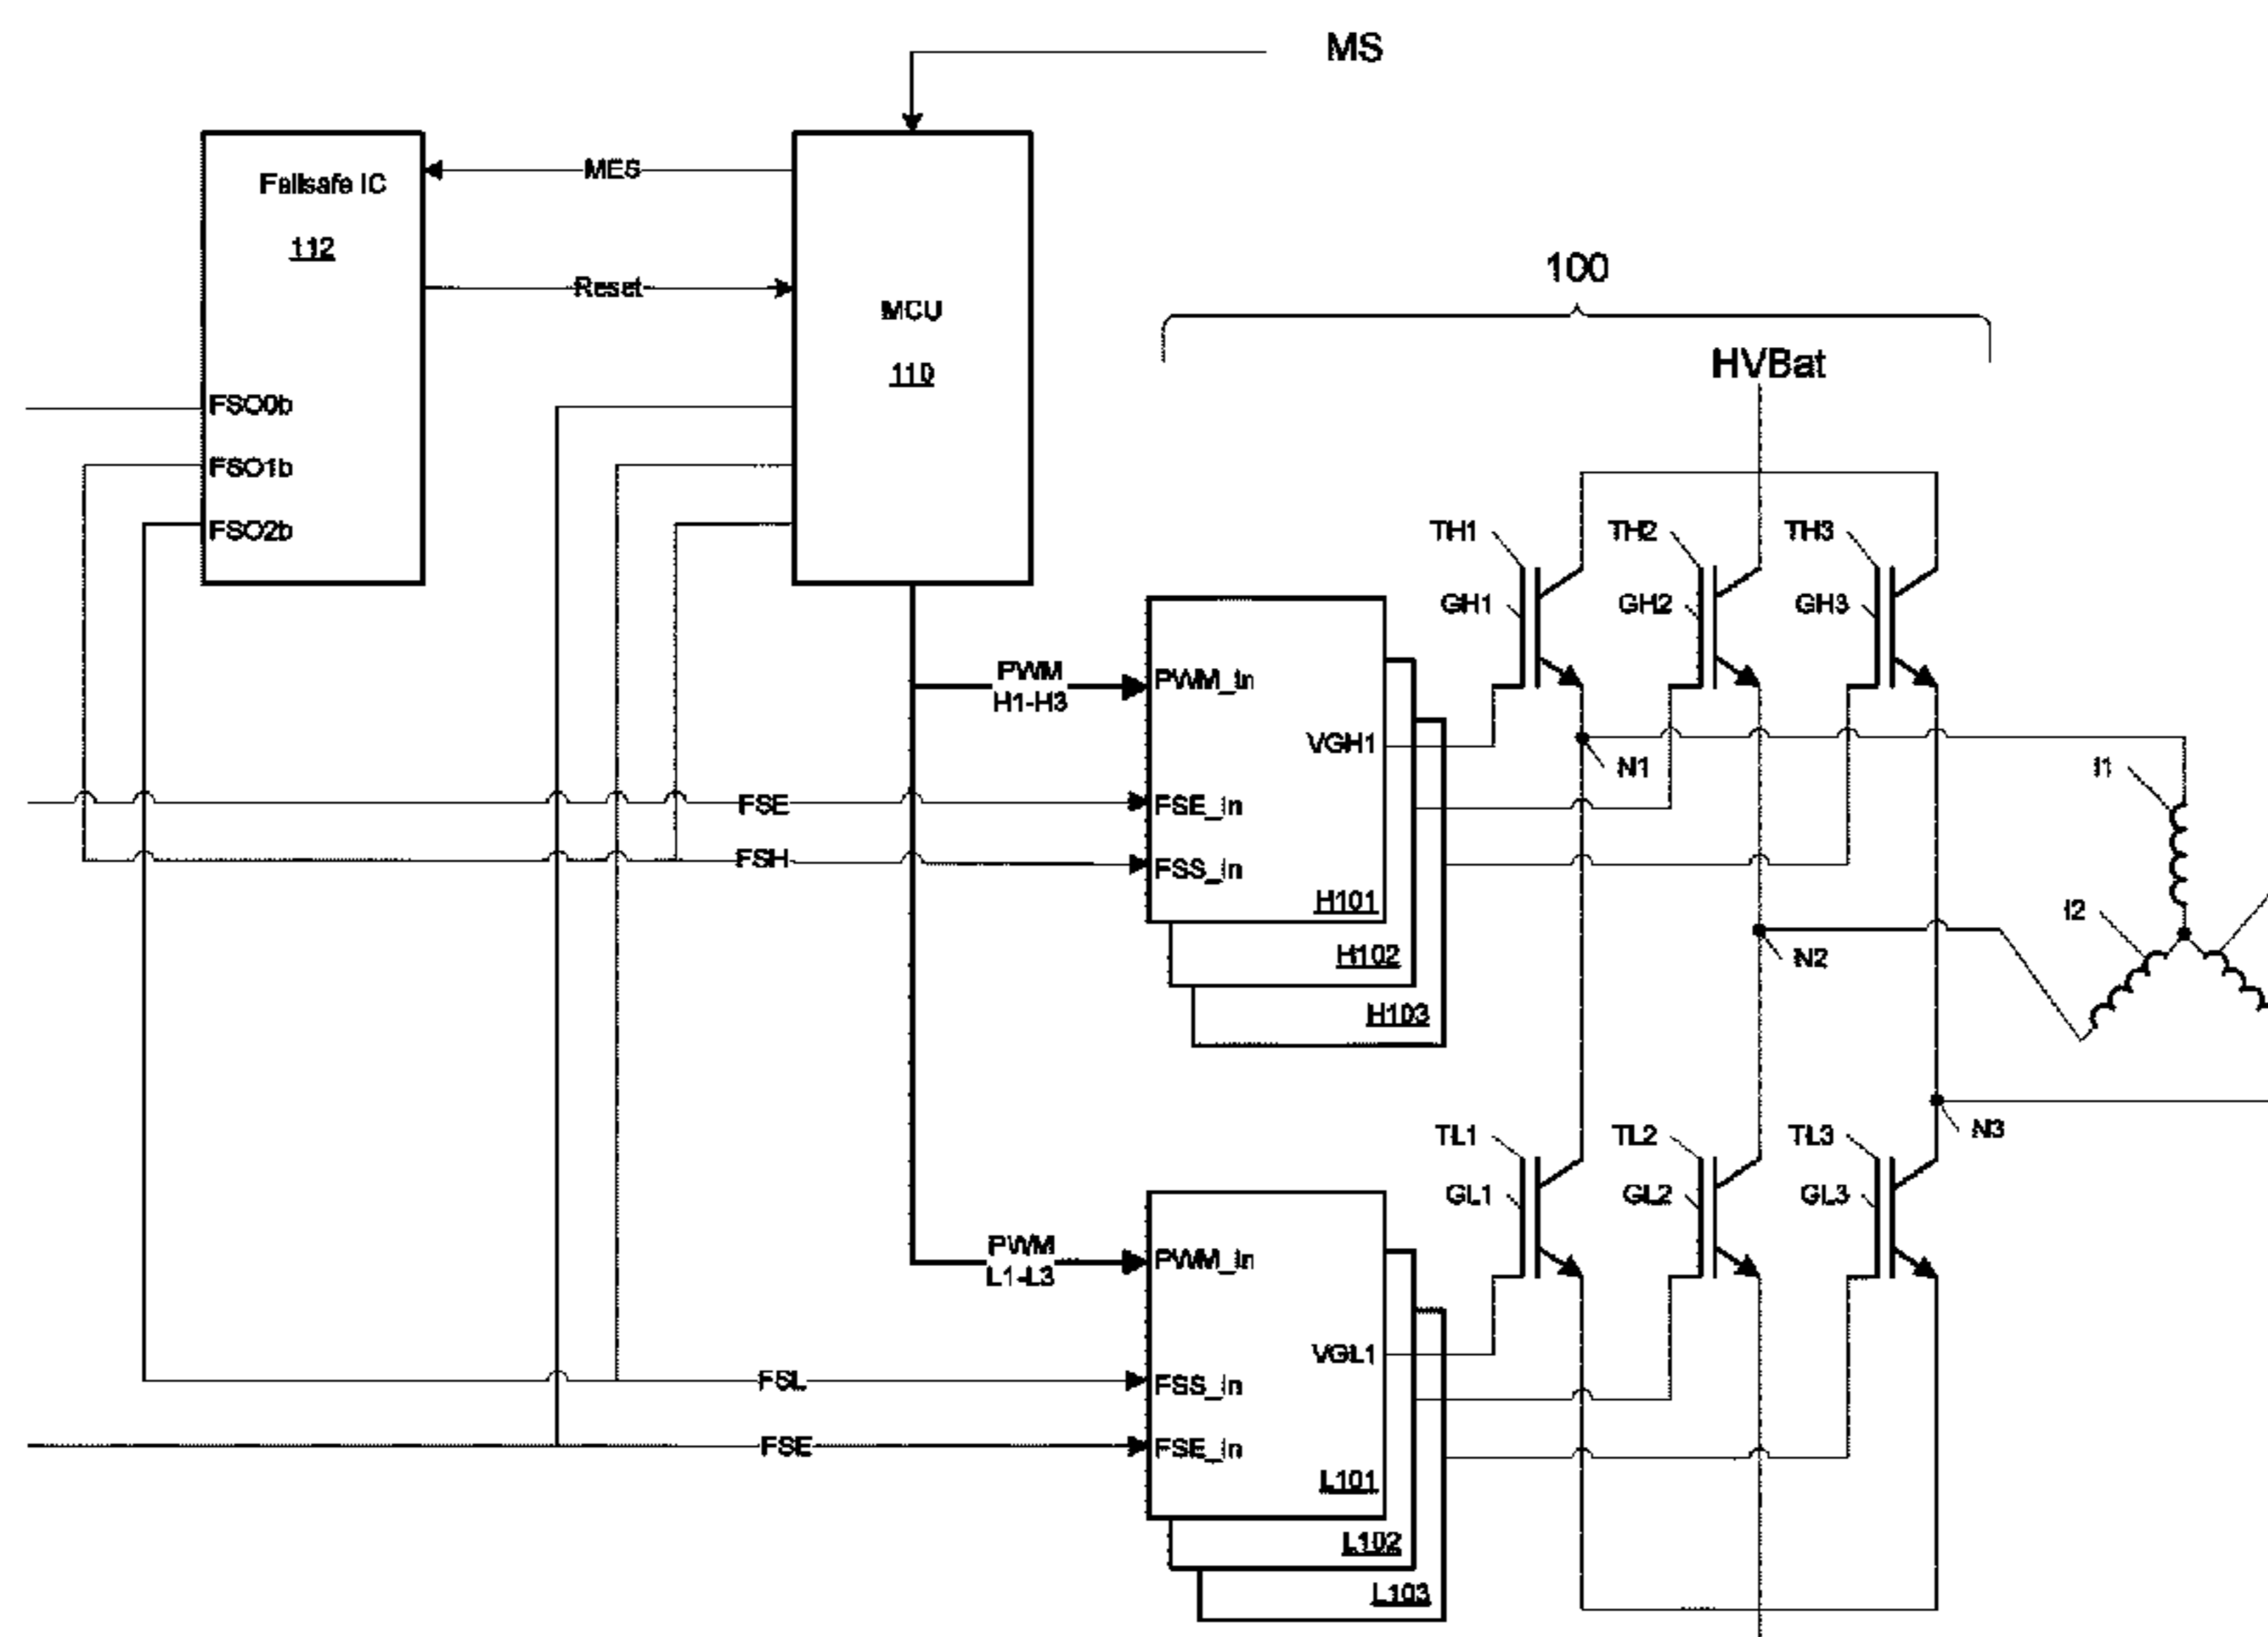 MS
Failsafe IC
112
MES
Reset
MCU
110
FSO0b
FSO1b
FSO2b
100
HVBat
TH1
TH2
TH3
GH1
GH2
GH3
PWM
H1-H3
PWM_In
VGH1
N1
I1
FSE
FSE_In
FSH
FSS_In
H101
I2
H102
N2
H103
TL1
TL2
TL3
N3
GL1
GL2
GL3
PWM
L1-L3
PWM_In
VGL1
FSL
FSS_In
FSE
FSE_In
L101
L102
L103